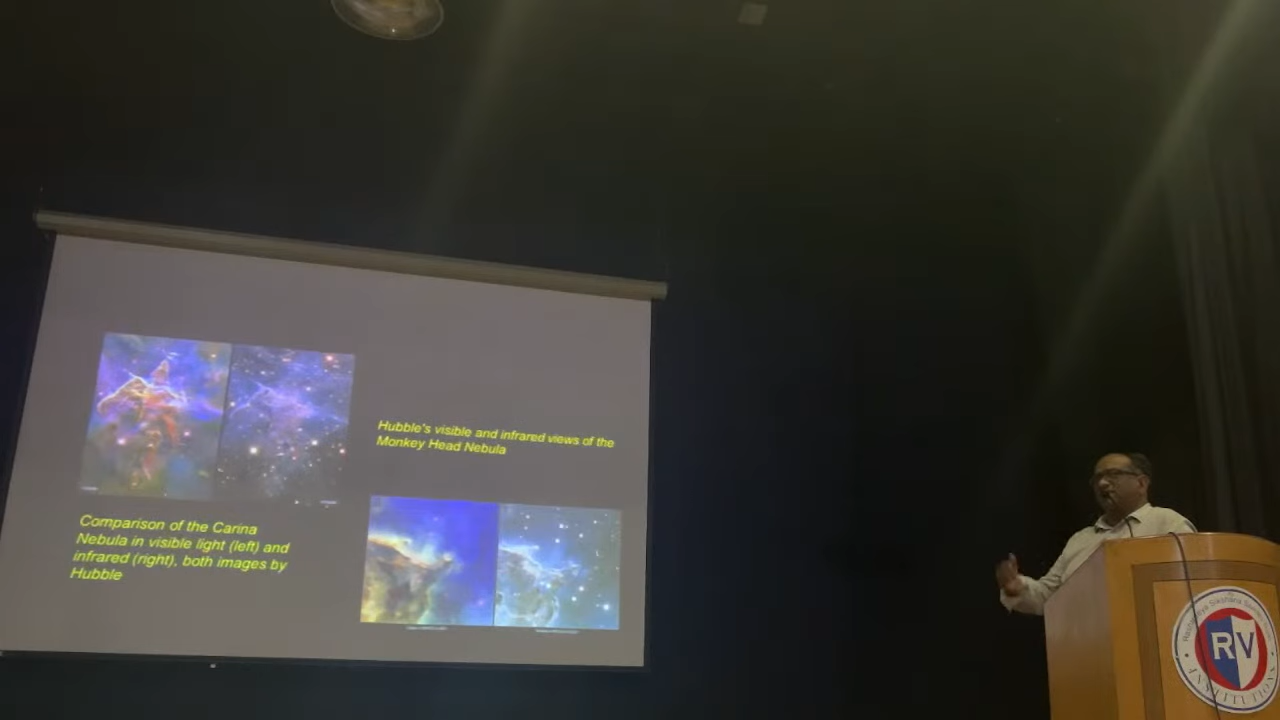 Hubble's visible and infrared views of the
Monkey Head Nebula
Comparison of the Carina
Nebula in visible light (left) and
infrared (right), both images by
Hubble
RV
INSTITUTIONS